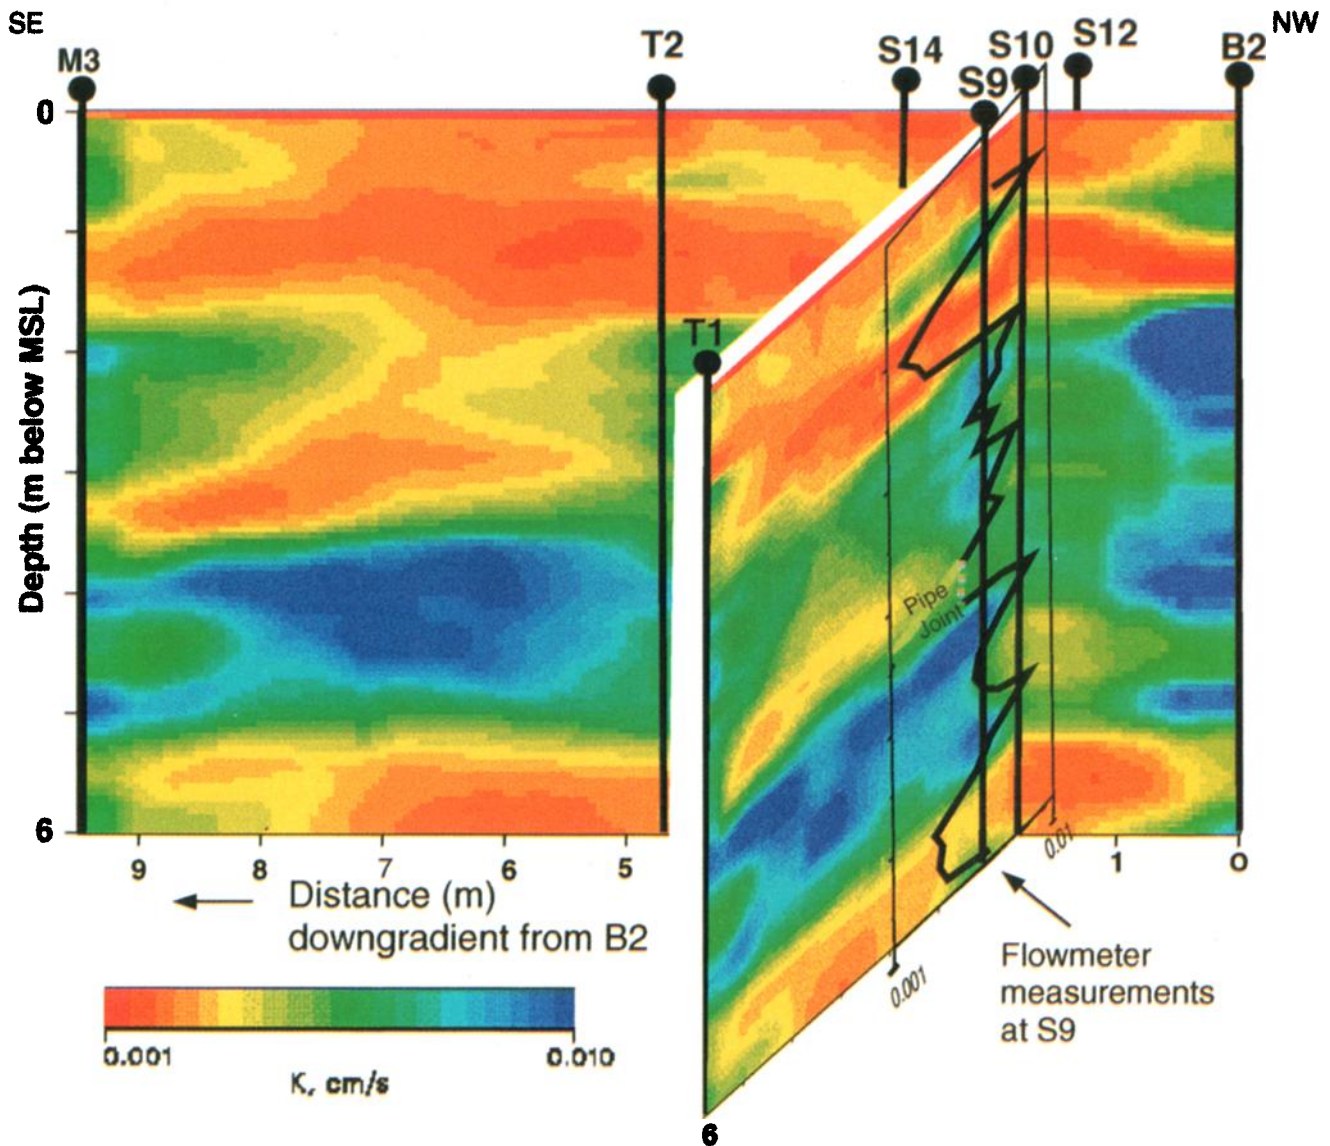 SE
NW
M3
T2
S14
S9
S10
S12
B2
T1
0
6
Depth (m below MSL)
Pipe
Joint
9
8
7
6
5
1
0
0.01
0.001
Distance (m)
downgradient from B2
Flowmeter
measurements
at S9
0.001
0.010
K, cm/s
6